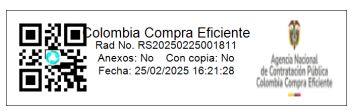 Colombia Compra Eficiente
Rad No. RS20250225001811
Anexos: No Con copia: No
Fecha: 25/02/2025 16:21:28
Agencia Nacional
de Contratación Pública
Colombia Compra Eficiente